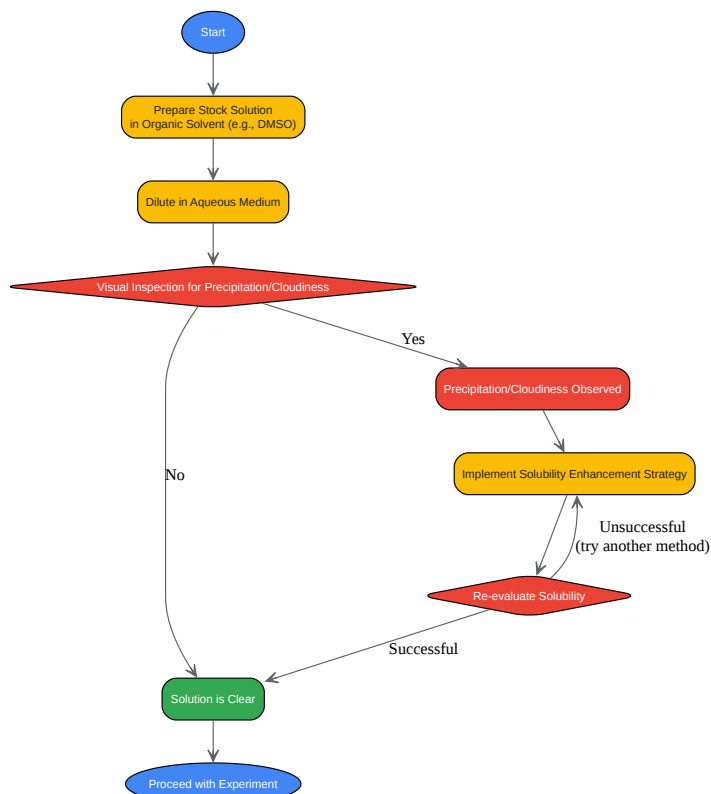 Start
Prepare Stock Solution
in Organic Solvent (e.g., DMSO)
Dilute in Aqueous Medium
Visual Inspection for Precipitation/Cloudiness
Yes
Precipitation/Cloudiness Observed
No
Implement Solubility Enhancement Strategy
Unsuccessful
(try another method)
Re-evaluate Solubility
Successful
Solution is Clear
Proceed with Experiment